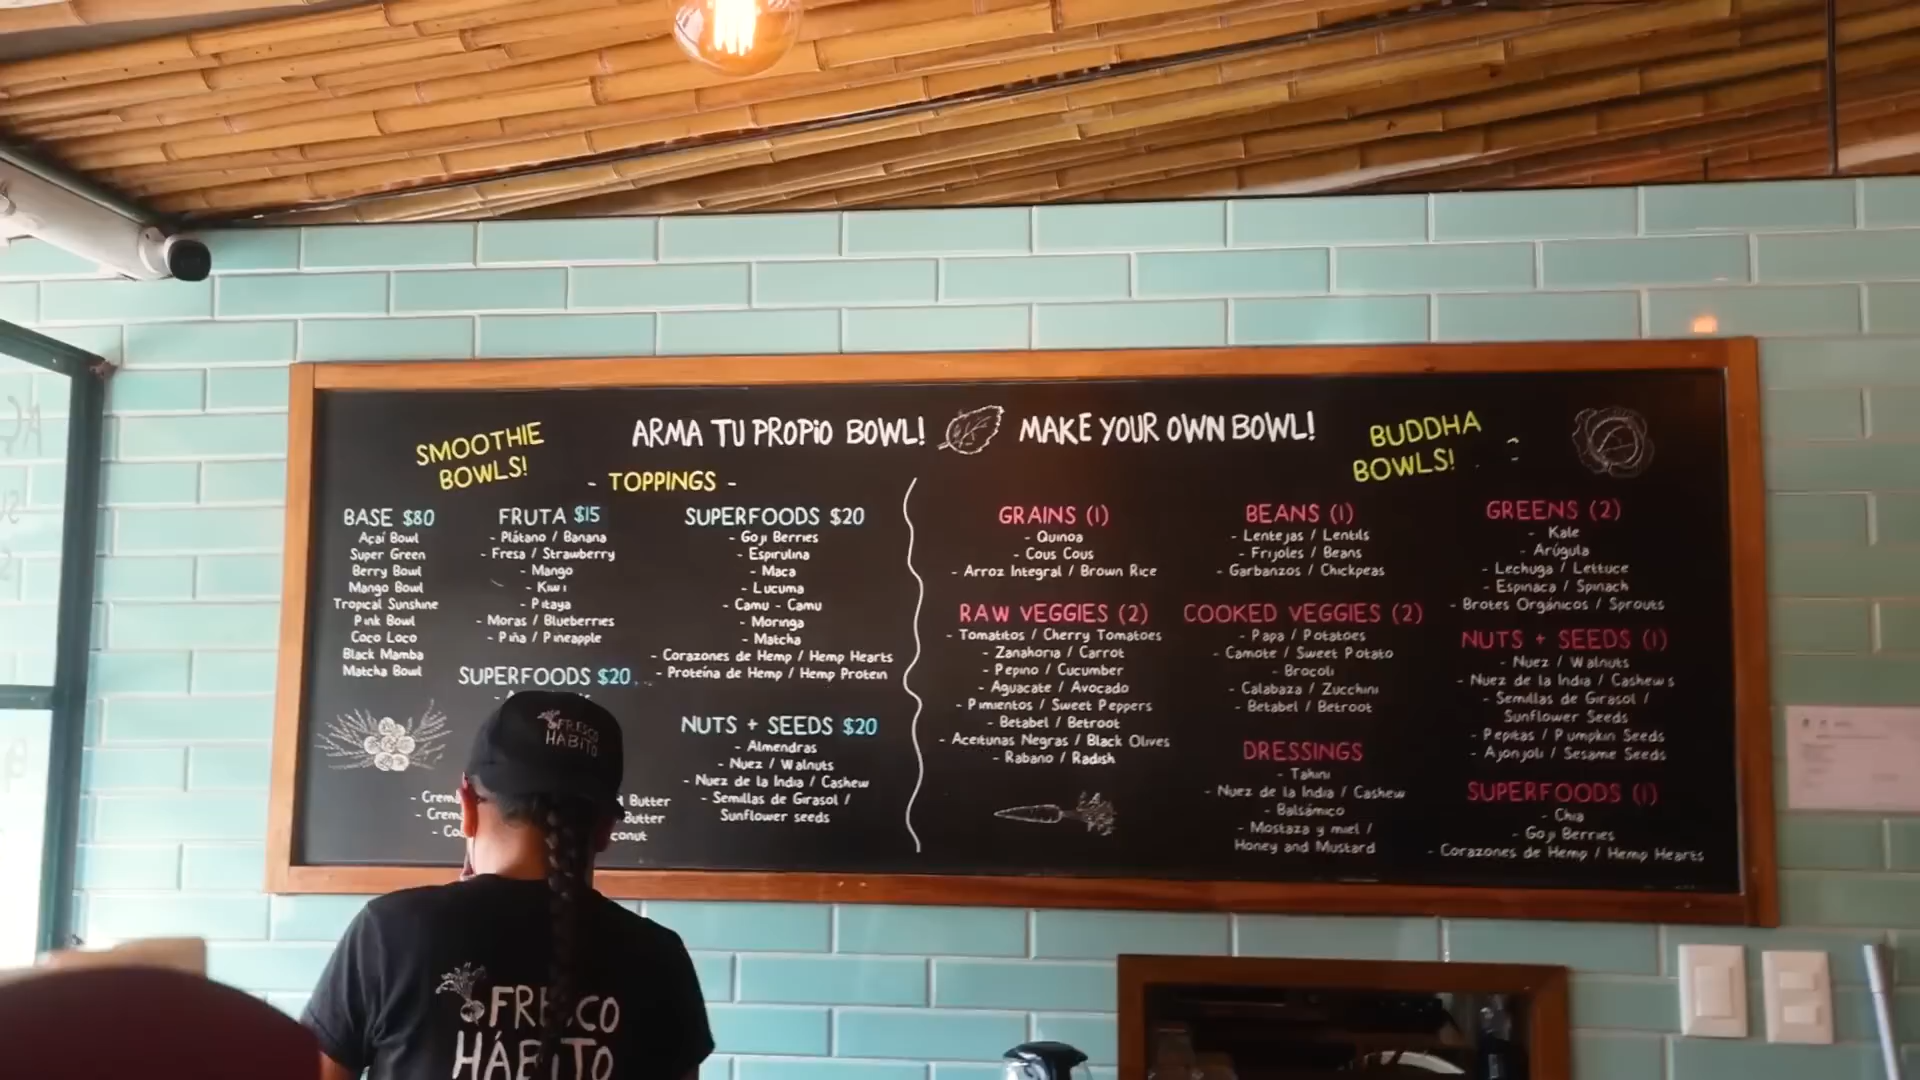 SMOOTHIE
BOWLS!
ARMA TU PROPIO BOWL!
MAKE YOUR OWN BOWL!
BUDDHA
BOWLS!
- TOPPINGS -
BASE $80
Açaí Bowl
Super Green
Berry Bowl
Mango Bowl
Tropical Sunshine
Pink Bowl
Coco Loco
Black Mamba
Matcha Bowl
FRUTA $15
- Plátano / Banana
- Fresa / Strawberry
- Mango
- Kiwi
- Pitaya
- Moras / Blueberries
- Piña / Pineapple
SUPERFOODS $20
Butter
Butter
SUPERFOODS $20
- Goji Berries
- Espirulina
- Maca
- Lucuma
- Camu - Camu
- Moringa
- Matcha
- Corazones de Hemp / Hemp Hearts
- Proteína de Hemp / Hemp Protein
NUTS + SEEDS $20
- Almendras
- Nuez / Walnuts
- Nuez de la India / Cashew
- Semillas de Girasol /
Sunflower seeds
GRAINS (1)
- Quinoa
- Cous Cous
- Arroz Integral / Brown Rice
RAW VEGGIES (2)
- Tomatitos / Cherry Tomatoes
- Zanahoria / Carrot
- Pepino / Cucumber
- Aguacate / Avocado
- Pimientos / Sweet Peppers
- Betabel / Betroot
- Aceitunas Negras / Black Olives
- Rabano / Radish
BEANS (1)
- Lentejas / Lentils
- Frijoles / Beans
- Garbanzos / Chickpeas
COOKED VEGGIES (2)
- Papa / Potatoes
- Camote / Sweet Potato
- Brocoli
- Calabaza / Zucchini
- Betabel / Betroot
DRESSINGS
- Tahini
- Nuez de la India / Cashew
- Balsámico
- Mostaza y miel /
Honey and Mustard
GREENS (2)
- Kale
- Arúgula
- Lechuga / Lettuce
- Espinaca / Spinach
- Brotes Orgánicos / Sprouts
NUTS + SEEDS (1)
- Nuez / Walnuts
- Nuez de la India / Cashews
- Semillas de Girasol /
Sunflower Seeds
- Pepitas / Pumpkin Seeds
- Ajonjoli / Sesame Seeds
SUPERFOODS (1)
- Chia
- Goji Berries
- Corazones de Hemp / Hemp Hearts
FRESCO
HÁBITO
FRESCO
HÁBITO